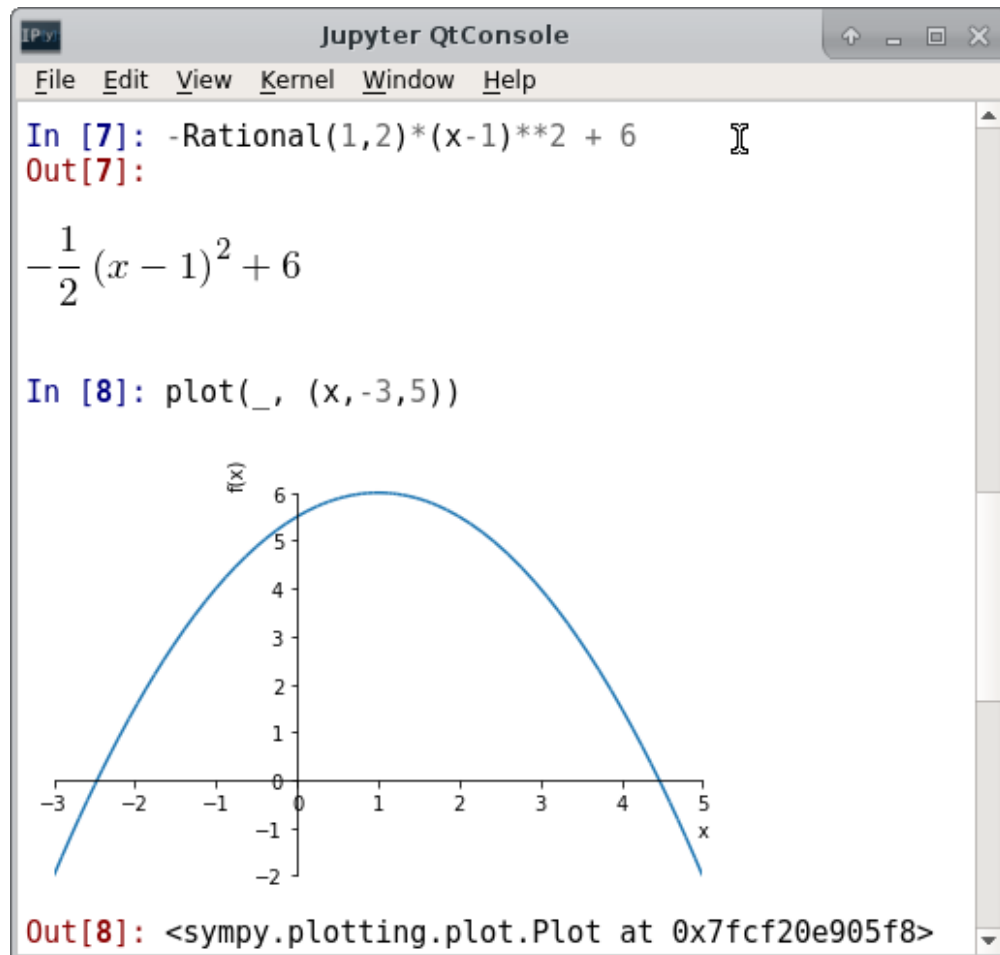 IP[y]: Jupyter QtConsole
File Edit View Kernel Window Help
In [7]: -Rational(1,2)*(x-1)**2 + 6
Out[7]:
−1/2 (x − 1)² + 6
In [8]: plot(_, (x,-3,5))
f(x)
6
5
4
3
2
1
0
−3 −2 −1 0 1 2 3 4 5
−1
x
−2
Out[8]: <sympy.plotting.plot.Plot at 0x7fcf20e905f8>